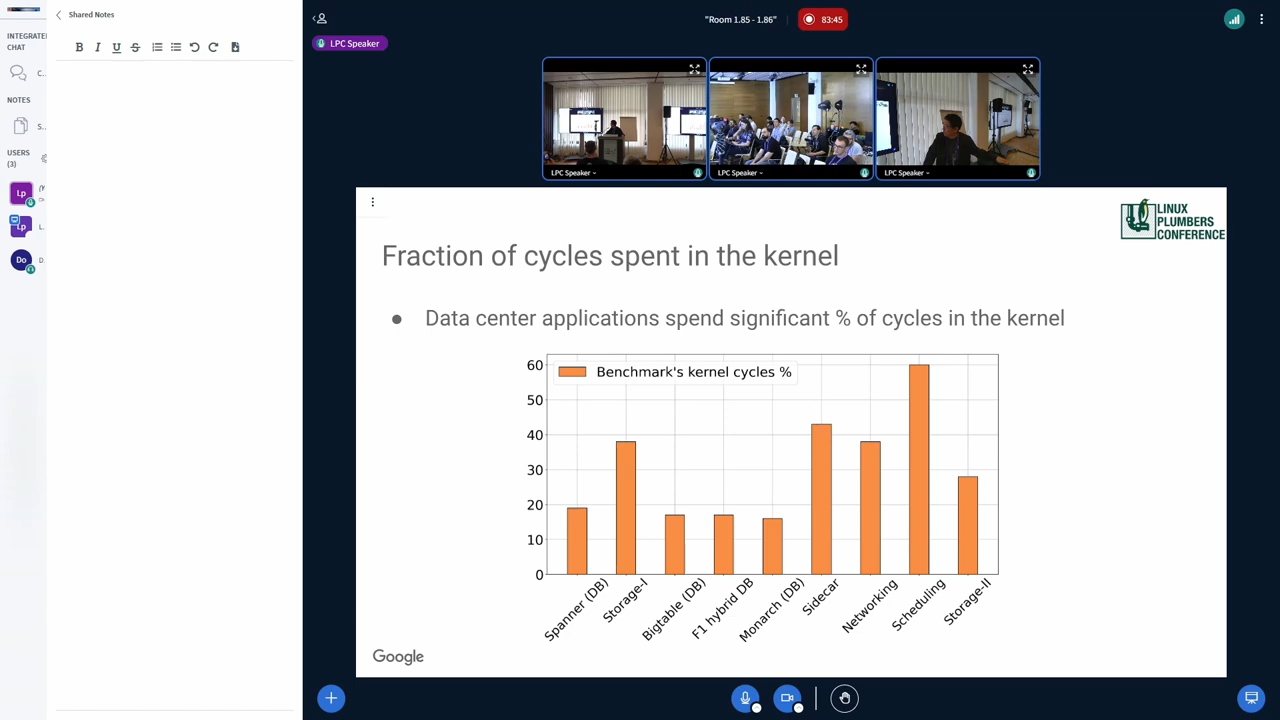 Shared Notes
INTEGRATE
CHAT
C..
NOTES
S..
USERS
(3)
Lp
L..
Lp
Do
D.
B I U S
"Room 1.85 - 1.86"
83:45
LPC Speaker
LPC Speaker
LPC Speaker
LPC Speaker
LINUX
PLUMBERS
CONFERENCE
Fraction of cycles spent in the kernel
● Data center applications spend significant % of cycles in the kernel
Benchmark's kernel cycles %
60
50
40
30
20
10
0
Spanner (DB)
Storage-I
Bigtable (DB)
F1 hybrid DB
Monarch (DB)
Sidecar
Networking
Scheduling
Storage-II
Google